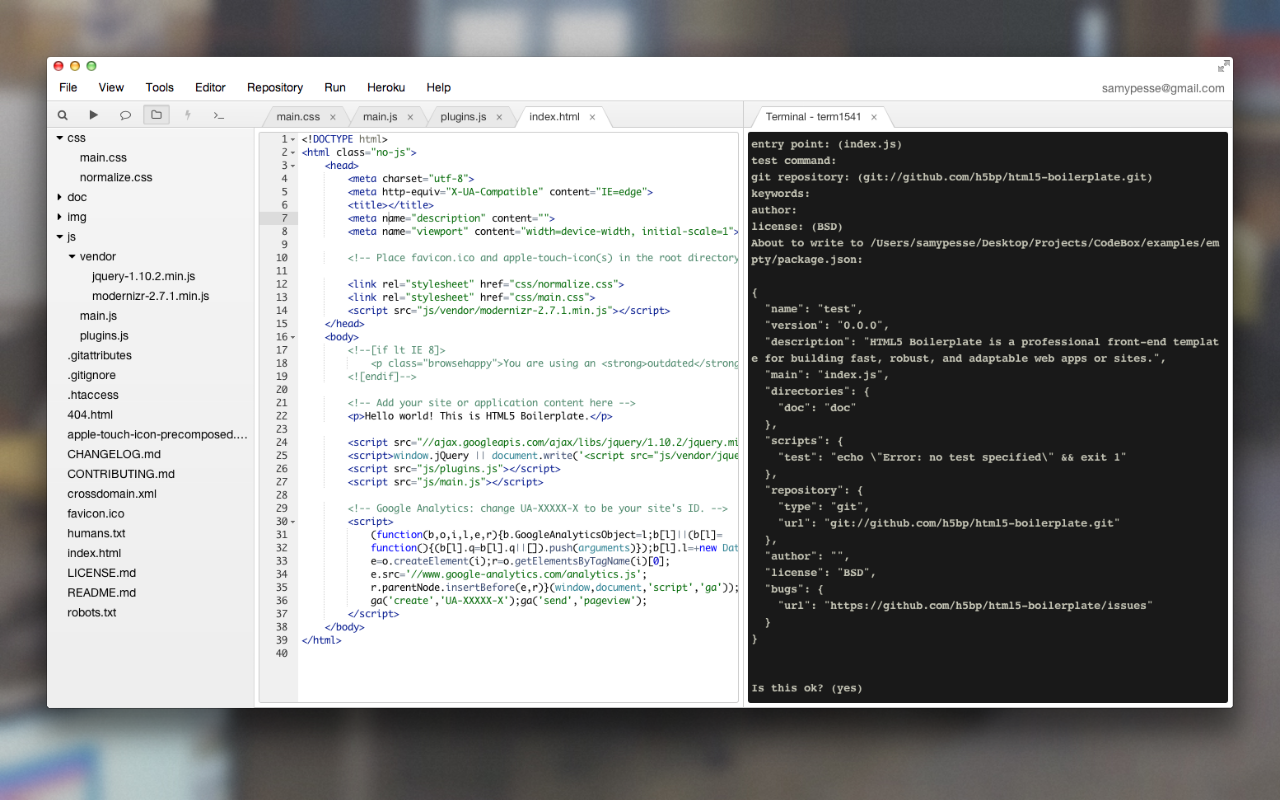 File View Tools Editor Repository Run Heroku Help
samypesse@gmail.com
main.css × main.js × plugins.js × index.html ×
Terminal - term1541 ×
css
main.css
normalize.css
doc
img
js
vendor
jquery-1.10.2.min.js
modernizr-2.7.1.min.js
main.js
plugins.js
.gitattributes
.gitignore
.htaccess
404.html
apple-touch-icon-precomposed....
CHANGELOG.md
CONTRIBUTING.md
crossdomain.xml
favicon.ico
humans.txt
index.html
LICENSE.md
README.md
robots.txt
1 <!DOCTYPE html>
2 <html class="no-js">
3 <head>
4 <meta charset="utf-8">
5 <meta http-equiv="X-UA-Compatible" content="IE=edge">
6 <title></title>
7 <meta name="description" content="">
8 <meta name="viewport" content="width=device-width, initial-scale=1">
9
10 <!-- Place favicon.ico and apple-touch-icon(s) in the root directory
11
12 <link rel="stylesheet" href="css/normalize.css">
13 <link rel="stylesheet" href="css/main.css">
14 <script src="js/vendor/modernizr-2.7.1.min.js"></script>
15 </head>
16 <body>
17 <!--[if lt IE 8]>
18 <p class="browsehappy">You are using an <strong>outdated</strong
19 <![endif]-->
20
21 <!-- Add your site or application content here -->
22 <p>Hello world! This is HTML5 Boilerplate.</p>
23
24 <script src="//ajax.googleapis.com/ajax/libs/jquery/1.10.2/jquery.mi
25 <script>window.jQuery || document.write('<script src="js/vendor/jque
26 <script src="js/plugins.js"></script>
27 <script src="js/main.js"></script>
28
29 <!-- Google Analytics: change UA-XXXXX-X to be your site's ID. -->
30 <script>
31 (function(b,o,i,l,e,r){b.GoogleAnalyticsObject=l;b[l]||(b[l]=
32 function(){(b[l].q=b[l].q||[]).push(arguments)});b[l].l=+new Dat
33 e=o.createElement(i);r=o.getElementsByTagName(i)[0];
34 e.src='//www.google-analytics.com/analytics.js';
35 r.parentNode.insertBefore(e,r)}(window,document,'script','ga'));
36 ga('create','UA-XXXXX-X');ga('send','pageview');
37 </script>
38 </body>
39 </html>
40
entry point: (index.js)
test command:
git repository: (git://github.com/h5bp/html5-boilerplate.git)
keywords:
author:
license: (BSD)
About to write to /Users/samypesse/Desktop/Projects/CodeBox/examples/em
pty/package.json:
{
"name": "test",
"version": "0.0.0",
"description": "HTML5 Boilerplate is a professional front-end templat
e for building fast, robust, and adaptable web apps or sites.",
"main": "index.js",
"directories": {
"doc": "doc"
},
"scripts": {
"test": "echo \"Error: no test specified\" && exit 1"
},
"repository": {
"type": "git",
"url": "git://github.com/h5bp/html5-boilerplate.git"
},
"author": "",
"license": "BSD",
"bugs": {
"url": "https://github.com/h5bp/html5-boilerplate/issues"
}
}
Is this ok? (yes)